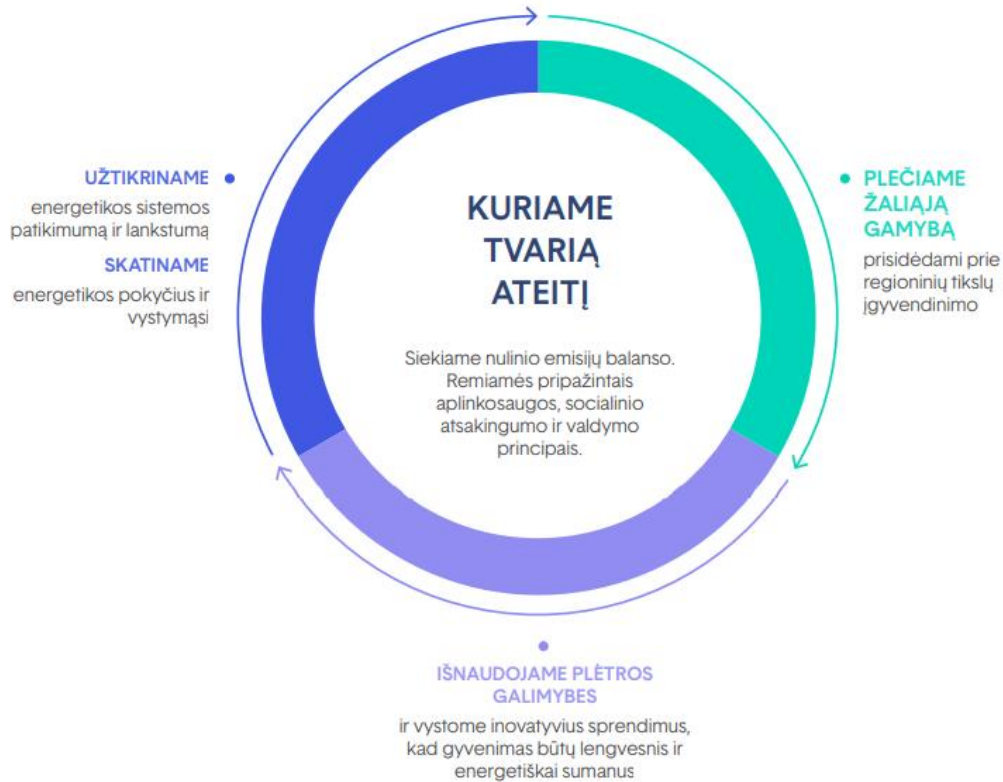 KURIAME
TVARIĄ
ATEITĮ
Siekiame nulinio emisijų balanso.
Remiamės pripažintais
aplinkosaugos, socialinio
atsakingumo ir valdymo
principais.
UŽTIKRINAME
energetikos sistemos
patikimumą ir lankstumą
SKATINAME
energetikos pokyčius ir
vystymąsi
PLEČIAME
ŽALIĄJĄ
GAMYBĄ
prisidėdami prie
regioninių tikslų
įgyvendinimo
IŠNAUDOJAME PLĖTROS
GALIMYBES
ir vystome inovatyvius sprendimus,
kad gyvenimas būtų lengvesnis ir
energetiškai sumanus